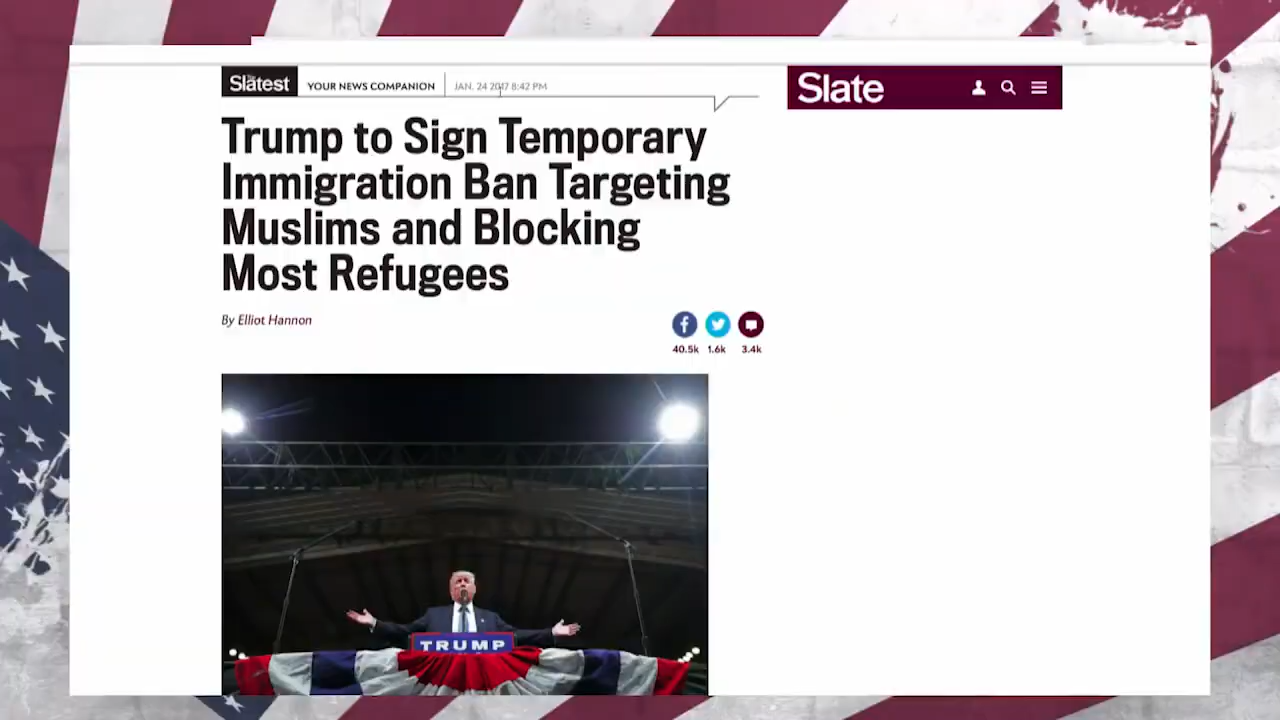 The Slatest YOUR NEWS COMPANION JAN. 24 2017 8:42 PM
Slate
Trump to Sign Temporary
Immigration Ban Targeting
Muslims and Blocking
Most Refugees
By Elliot Hannon
40.5k 1.6k 3.4k
TRUMP